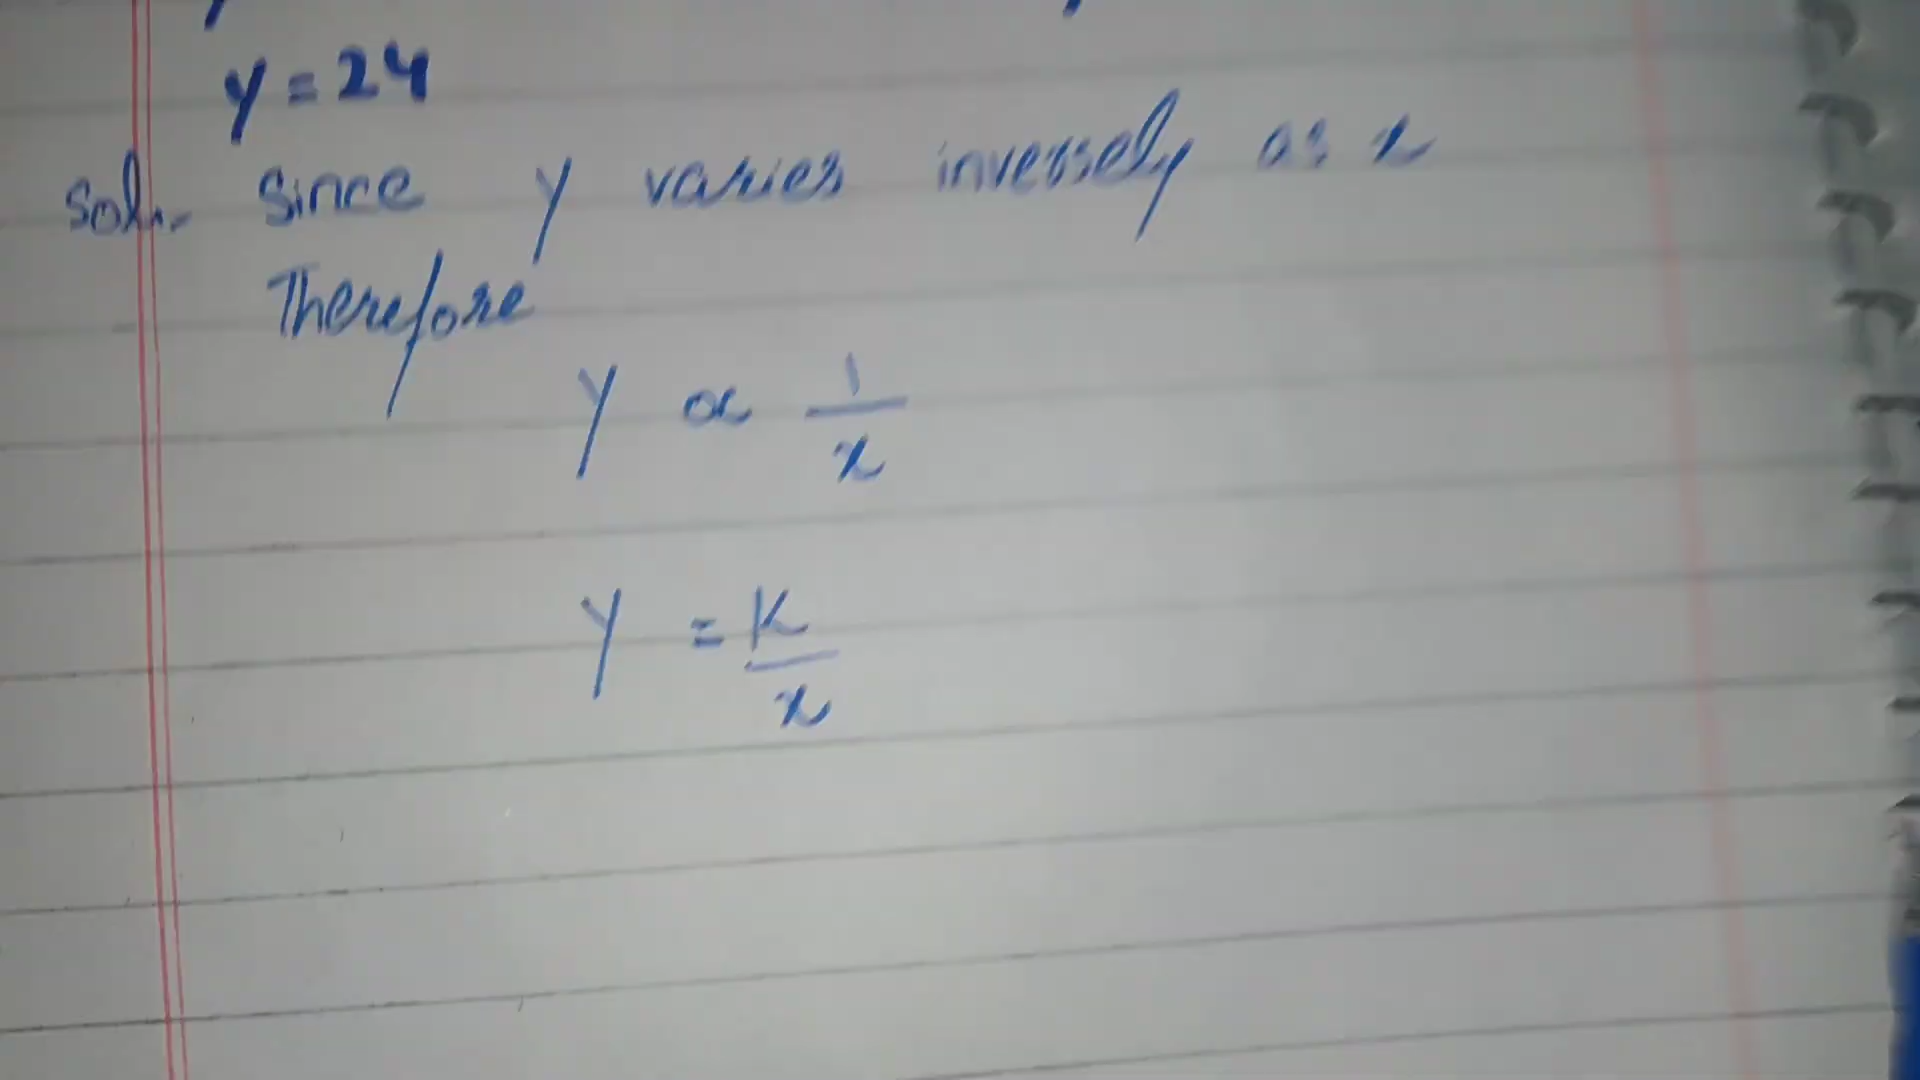 y = 24
Sol. Since y varies inversely as x
Therefore
y ∝ 1/x
y = K/x